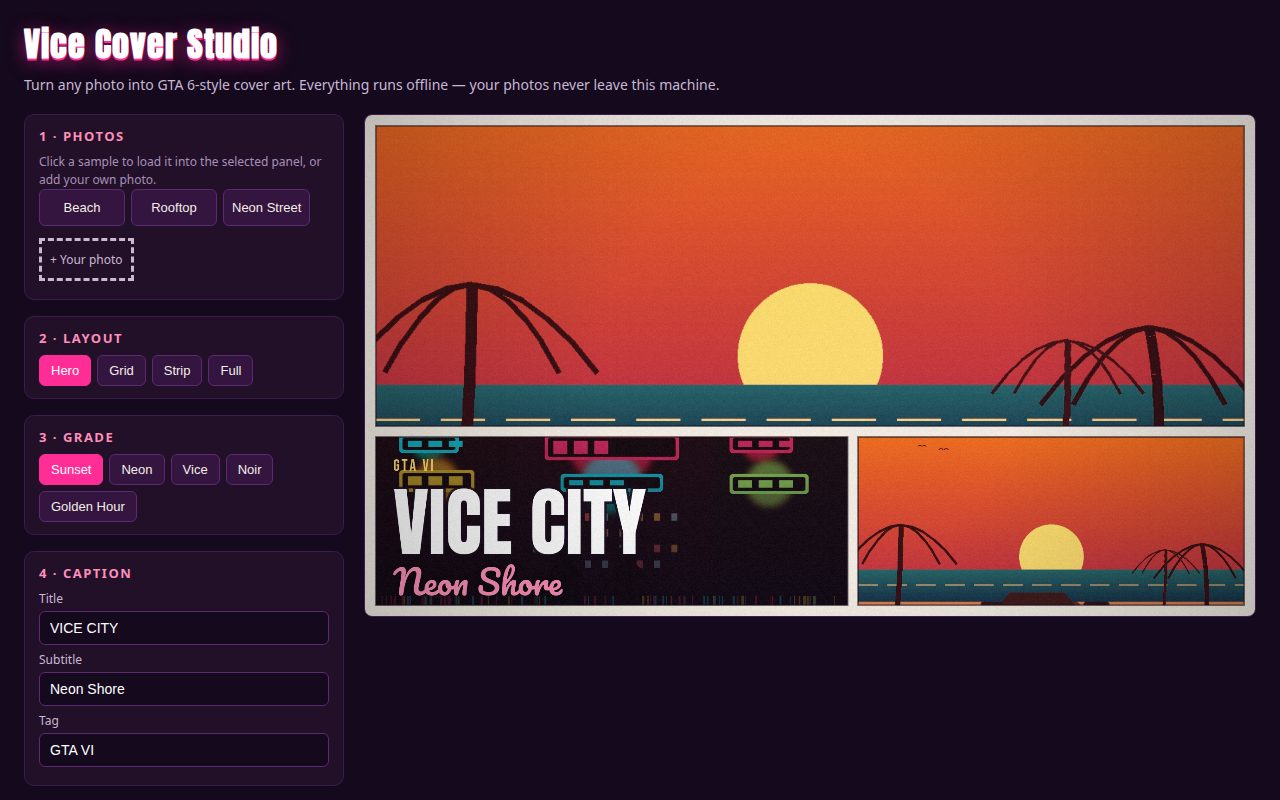 Vice Cover Studio
Turn any photo into GTA 6-style cover art. Everything runs offline — your photos never leave this machine.
1 · PHOTOS
Click a sample to load it into the selected panel, or
add your own photo.
Beach Rooftop Neon Street
+ Your photo
2 · LAYOUT
Hero Grid Strip Full
3 · GRADE
Sunset Neon Vice Noir
Golden Hour
4 · CAPTION
Title
VICE CITY
Subtitle
Neon Shore
Tag
GTA VI
GTA VI
VICE CITY
Neon Shore